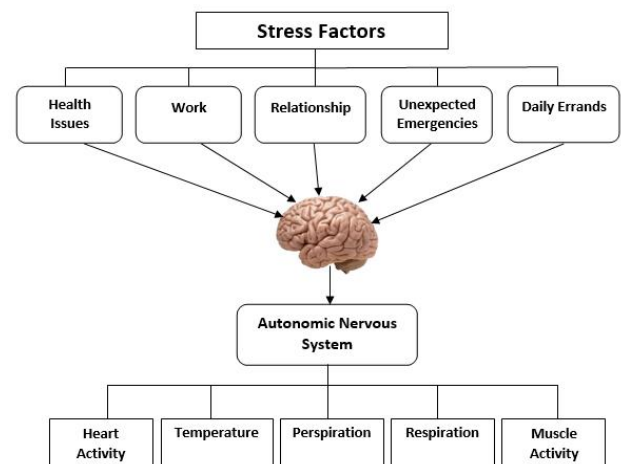 Stress Factors
Health
Issues
Work
Relationship
Unexpected
Emergencies
Daily Errands
Autonomic Nervous
System
Heart
Activity
Temperature
Perspiration
Respiration
Muscle
Activity